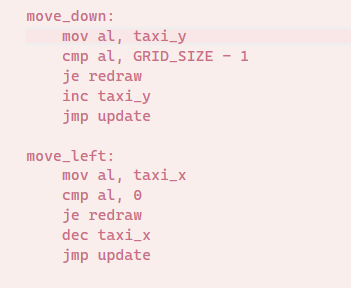 move_down:
    mov al, taxi_y
    cmp al, GRID_SIZE - 1
    je redraw
    inc taxi_y
    jmp update

move_left:
    mov al, taxi_x
    cmp al, 0
    je redraw
    dec taxi_x
    jmp update